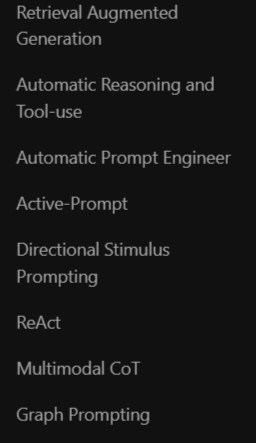 Retrieval Augmented
Generation
Automatic Reasoning and
Tool-use
Automatic Prompt Engineer
Active-Prompt
Directional Stimulus
Prompting
ReAct
Multimodal CoT
Graph Prompting